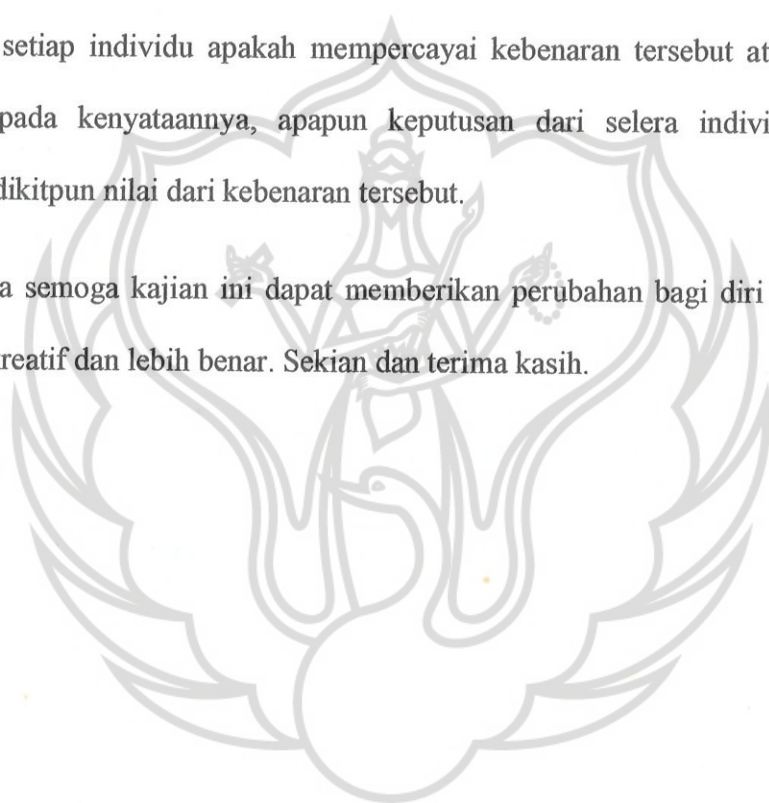 setiap individu apakah mempercayai kebenaran tersebut at
pada kenyataannya, apapun keputusan dari selera indivi
dikitpun nilai dari kebenaran tersebut.
a semoga kajian ini dapat memberikan perubahan bagi diri
reatif dan lebih benar. Sekian dan terima kasih.